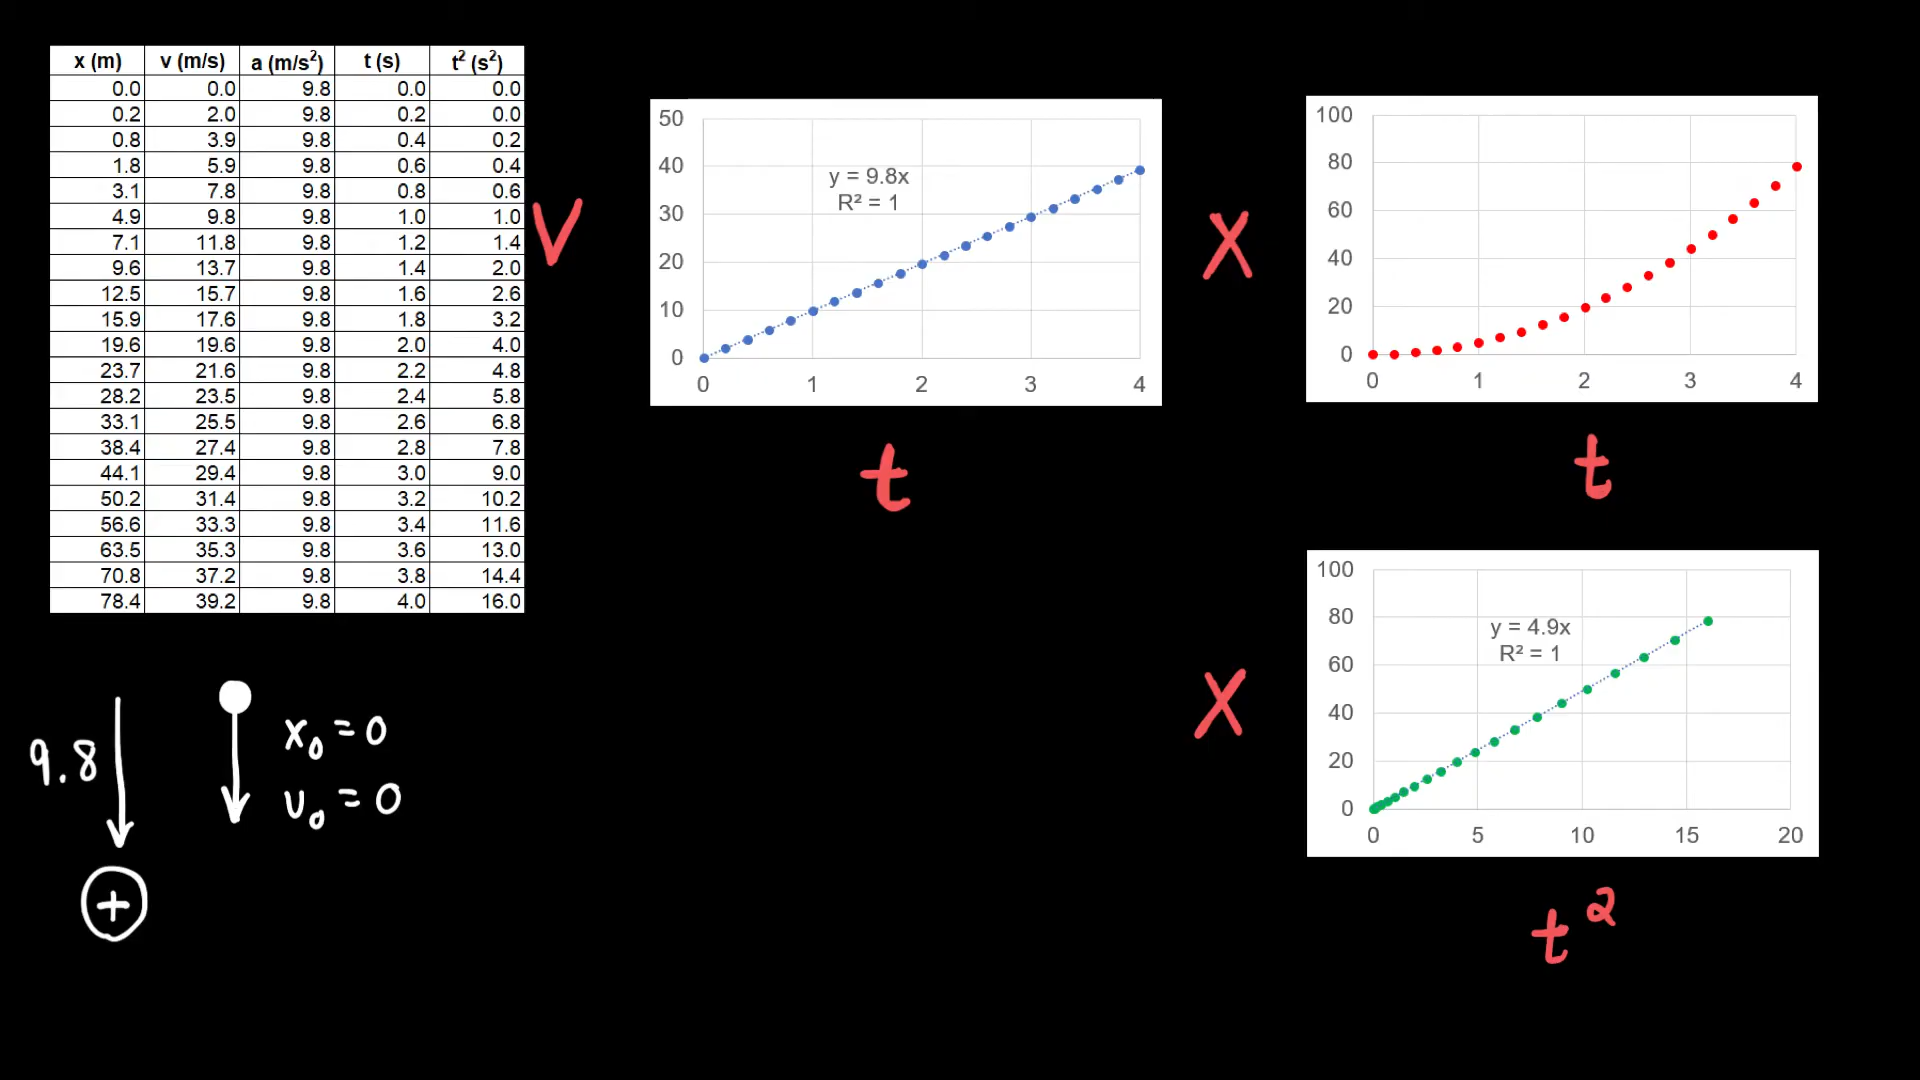 x (m) v (m/s) a (m/s²) t (s) t² (s²)
0.0 0.0 9.8 0.0 0.0
0.2 2.0 9.8 0.2 0.0
0.8 3.9 9.8 0.4 0.2
1.8 5.9 9.8 0.6 0.4
3.1 7.8 9.8 0.8 0.6
4.9 9.8 9.8 1.0 1.0
7.1 11.8 9.8 1.2 1.4
9.6 13.7 9.8 1.4 2.0
12.5 15.7 9.8 1.6 2.6
15.9 17.6 9.8 1.8 3.2
19.6 19.6 9.8 2.0 4.0
23.7 21.6 9.8 2.2 4.8
28.2 23.5 9.8 2.4 5.8
33.1 25.5 9.8 2.6 6.8
38.4 27.4 9.8 2.8 7.8
44.1 29.4 9.8 3.0 9.0
50.2 31.4 9.8 3.2 10.2
56.6 33.3 9.8 3.4 11.6
63.5 35.3 9.8 3.6 13.0
70.8 37.2 9.8 3.8 14.4
78.4 39.2 9.8 4.0 16.0
v
50
40
30
20
10
0
y = 9.8x
R² = 1
0 1 2 3 4
t
x
100
80
60
40
20
0
0 1 2 3 4
t
x
100
80
60
40
20
0
y = 4.9x
R² = 1
0 5 10 15 20
t²
9.8
+
x₀ = 0
v₀ = 0